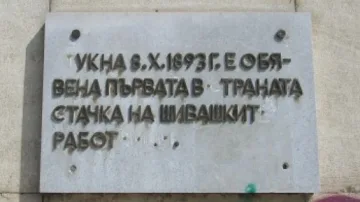 УКНА 8.X.1893Г. Е ОБЯ-
ВЕНА ПЪРВАТА В ТРАНАТА
СТАЧКА НА ШИВАШКИТ
РАБОТ